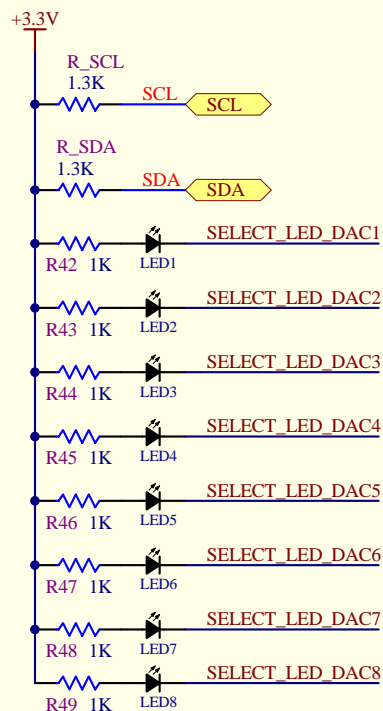 +3.3V
R_SCL
1.3K
SCL
SCL
R_SDA
1.3K
SDA
SDA
SELECT_LED_DAC1
R42 1K LED1
SELECT_LED_DAC2
R43 1K LED2
SELECT_LED_DAC3
R44 1K LED3
SELECT_LED_DAC4
R45 1K LED4
SELECT_LED_DAC5
R46 1K LED5
SELECT_LED_DAC6
R47 1K LED6
SELECT_LED_DAC7
R48 1K LED7
SELECT_LED_DAC8
R49 1K LED8